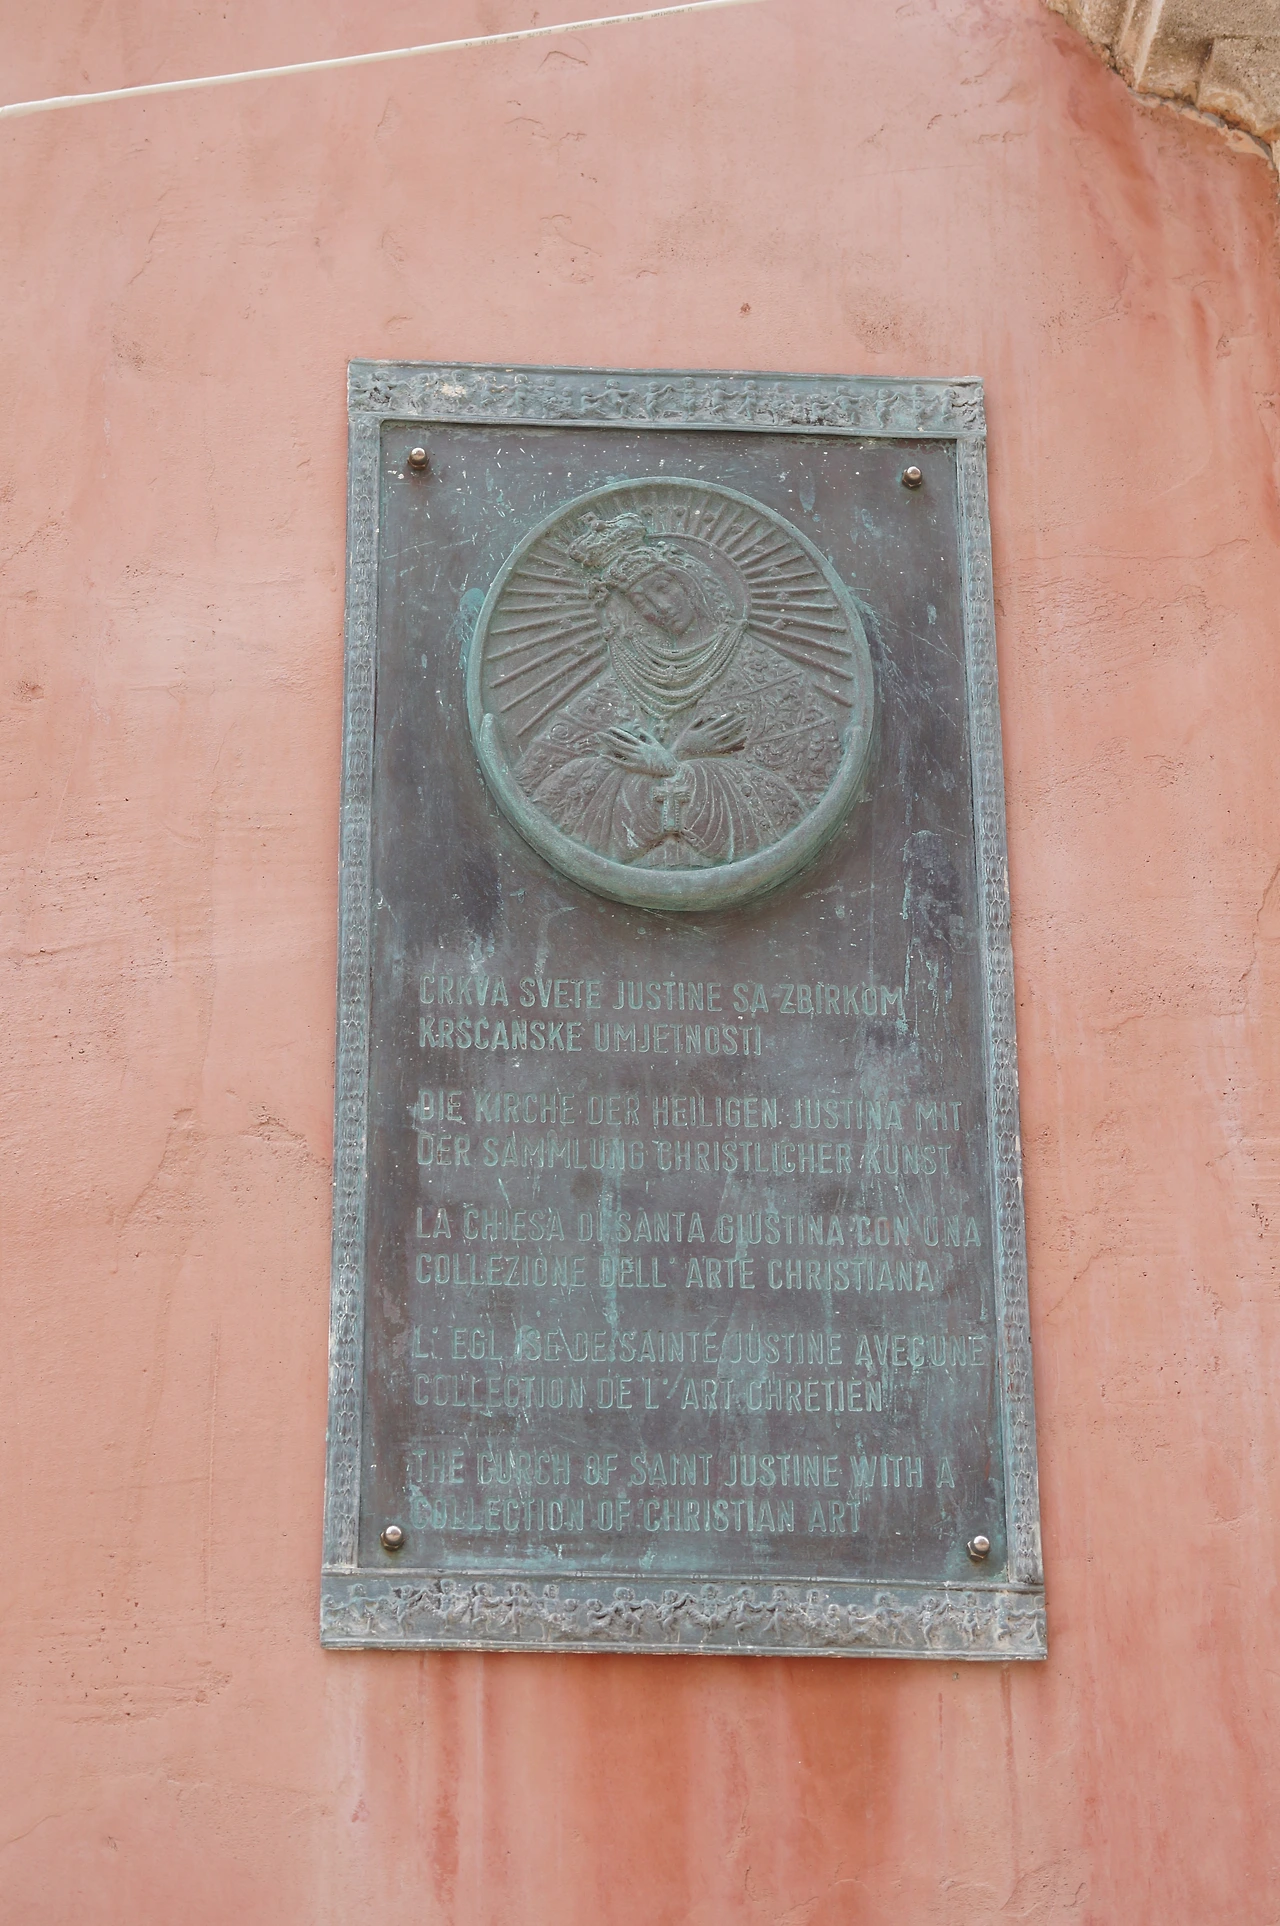 CRKVA SVETE JUSTINE SA ZBIRKOM
KRŠĆANSKE UMJETNOSTI
DIE KIRCHE DER HEILIGEN JUSTINA MIT
DER SAMMLUNG CHRISTLICHER KUNST
LA CHIESA DI SANTA GIUSTINA CON UNA
COLLEZIONE DELL' ARTE CHRISTIANA
L' EGLISE DE SAINTE JUSTINE AVEC UNE
COLLECTION DE L' ART CHRETIEN
THE CURCH OF SAINT JUSTINE WITH A
COLLECTION OF CHRISTIAN ART